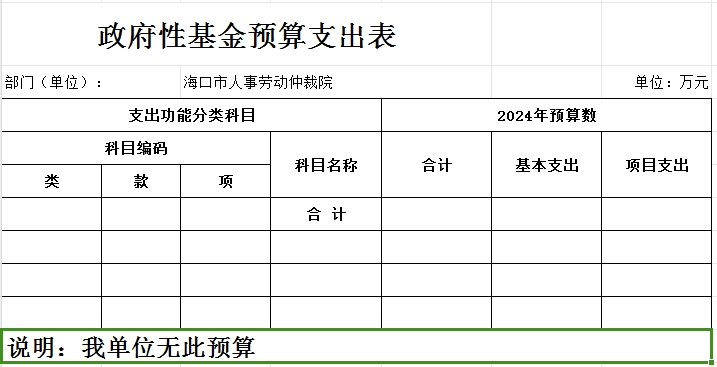 政府性基金预算支出表
部门（单位）： 海口市人事劳动仲裁院 单位：万元
支出功能分类科目 2024年预算数
科目编码 科目名称 合计 基本支出 项目支出
类 款 项
合 计
说明：我单位无此预算